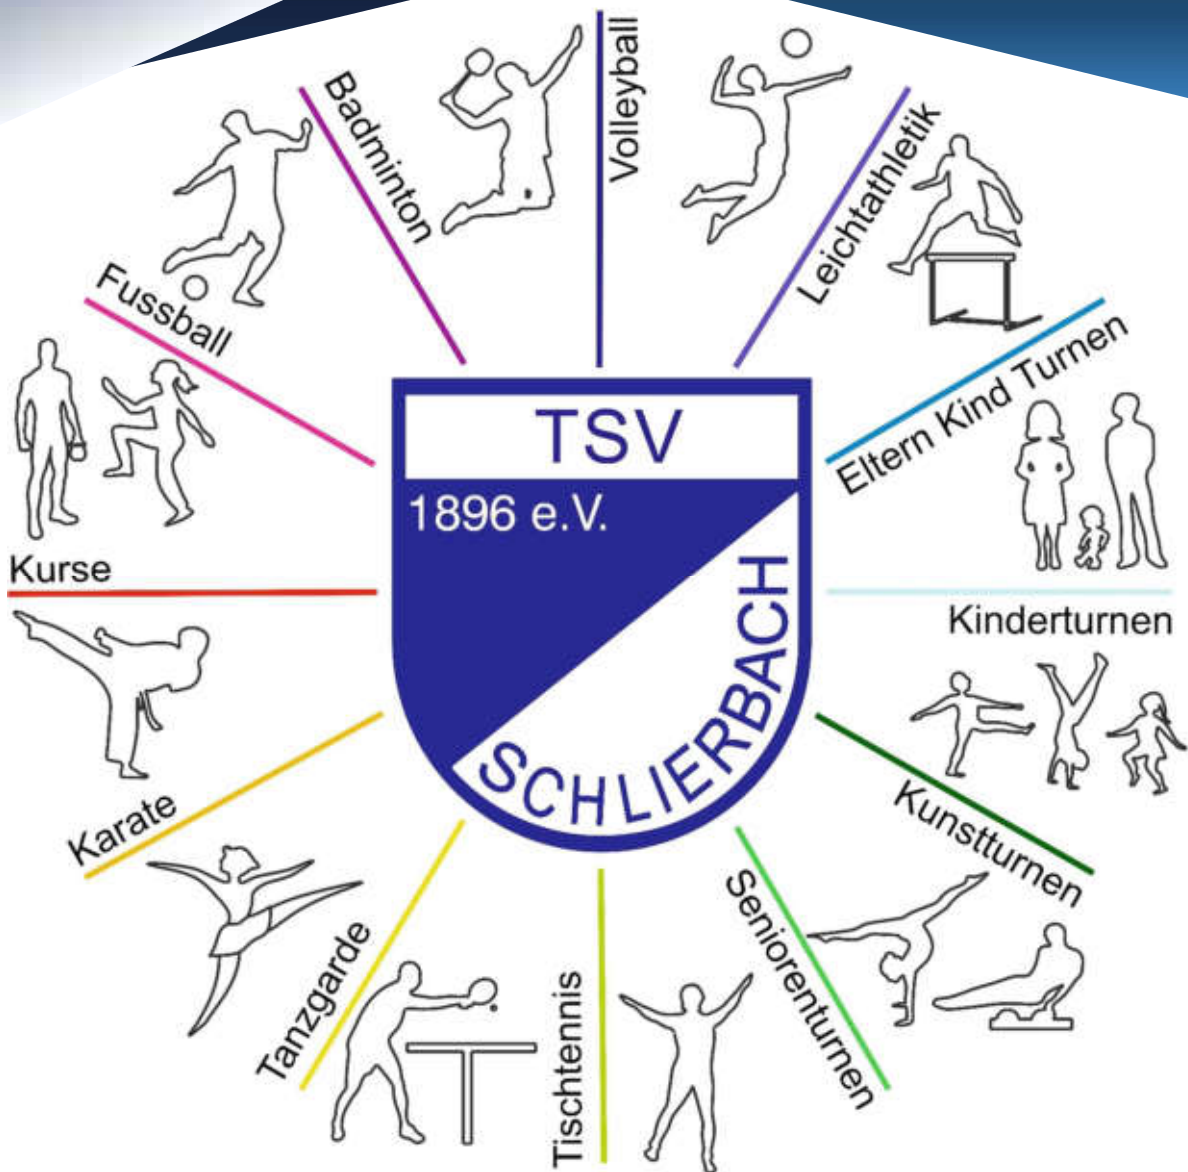 Volleyball
Badminton
Leichtathletik
Fussball
Eltern Kind Turnen
TSV
1896 e.V.
SCHLIERBACH
Kurse
Kinderturnen
Karate
Kunstturnen
Tanzgarde
Seniorenturnen
Tischtennis